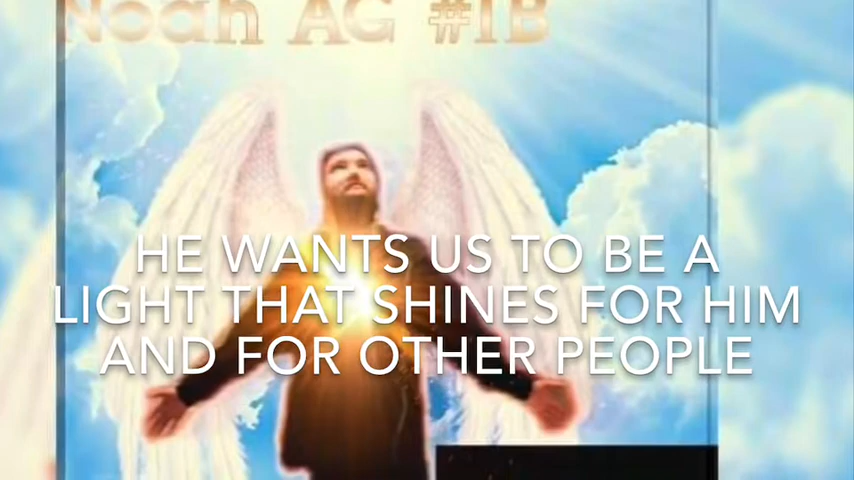 Noah AG #1B
HE WANTS US TO BE A
LIGHT THAT SHINES FOR HIM
AND FOR OTHER PEOPLE